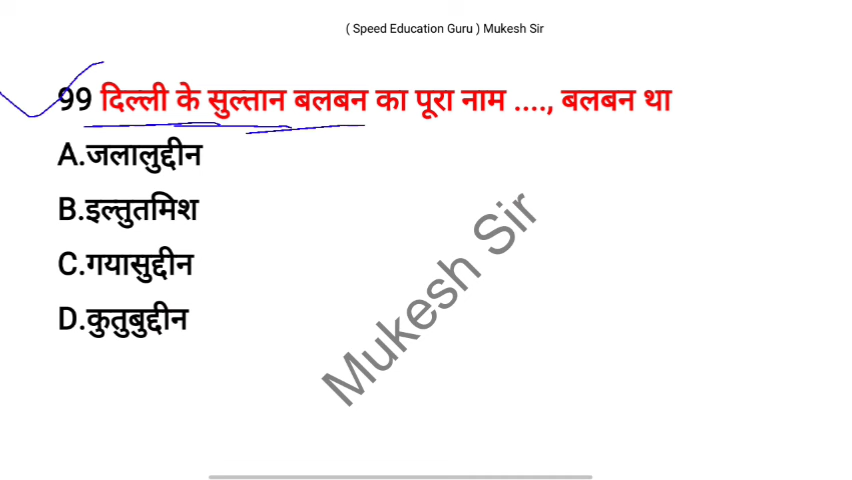 ( Speed Education Guru ) Mukesh Sir
99 दिल्ली के सुल्तान बलबन का पूरा नाम ...., बलबन था
A.जलालुद्दीन
B.इल्तुतमिश
C.गयासुद्दीन
D.कुतुबुद्दीन
Mukesh Sir